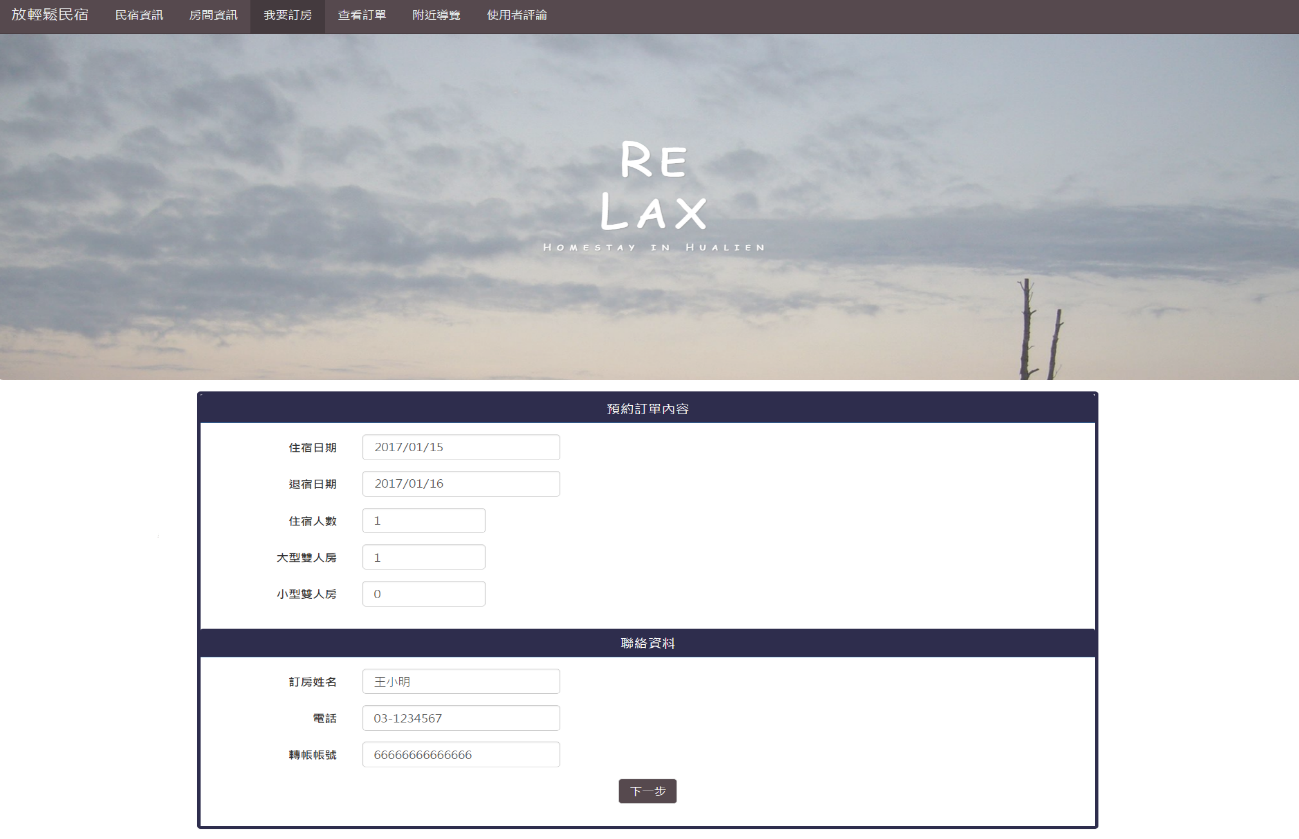 放輕鬆民宿 民宿資訊 房間資訊 我要訂房 查看訂單 附近導覽 使用者評論
RE
LAX
HOMESTAY IN HUALIEN
預約訂單內容
住宿日期 2017/01/15
退宿日期 2017/01/16
住宿人數 1
大型雙人房 1
小型雙人房 0
聯絡資料
訂房姓名 王小明
電話 03-1234567
轉帳帳號 66666666666666
下一步